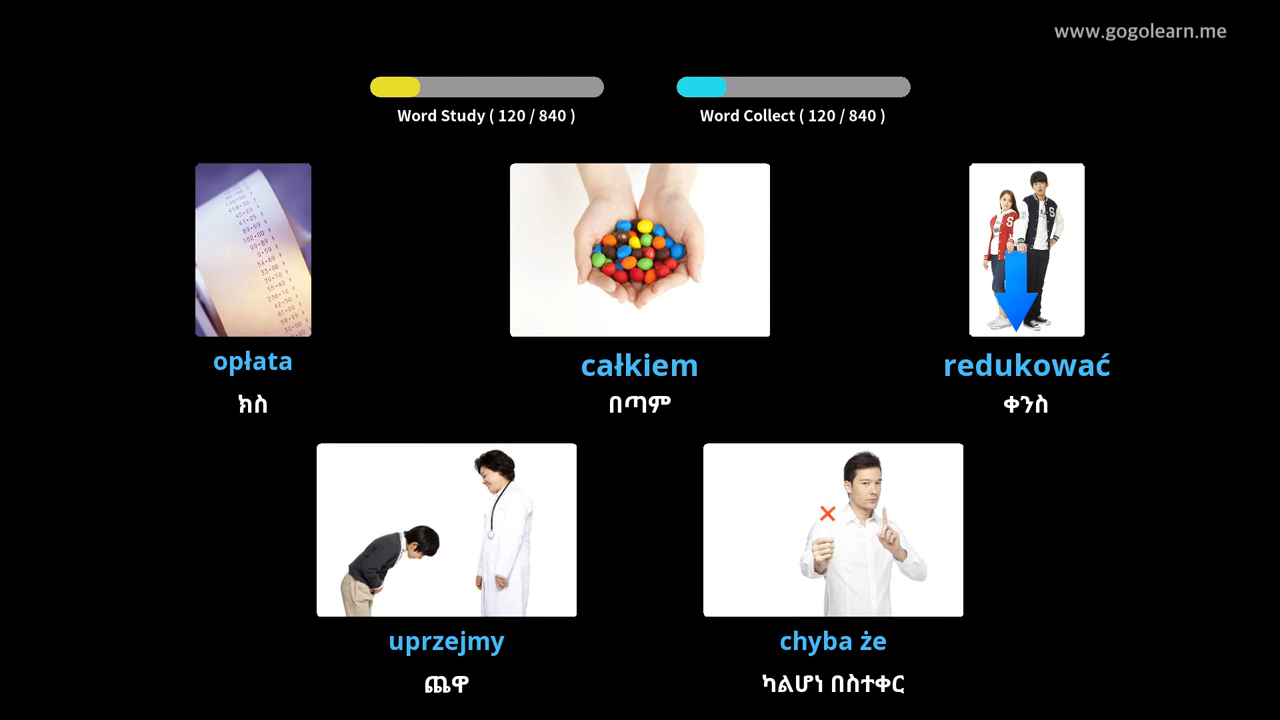 www.gogolearn.me
Word Study ( 120 / 840 )
Word Collect ( 120 / 840 )
opłata
całkiem
redukować
ክስ
በጣም
ቀንስ
uprzejmy
chyba że
ጨዋ
ካልሆነ በስተቀር